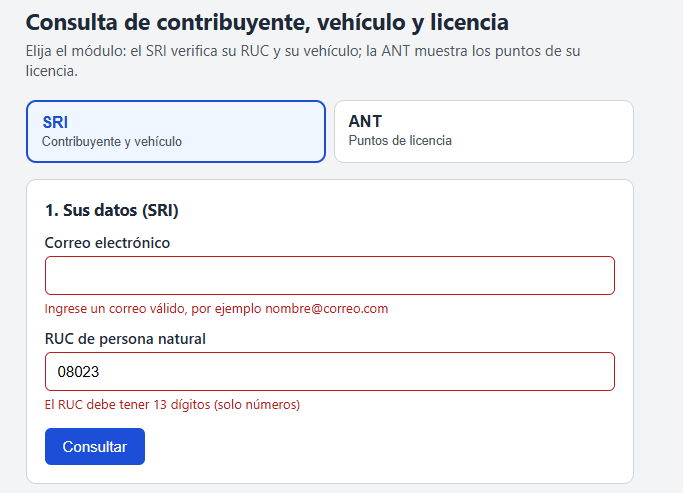 Consulta de contribuyente, vehículo y licencia
Elija el módulo: el SRI verifica su RUC y su vehículo; la ANT muestra los puntos de su
licencia.
SRI
Contribuyente y vehículo
ANT
Puntos de licencia
1. Sus datos (SRI)
Correo electrónico
Ingrese un correo válido, por ejemplo nombre@correo.com
RUC de persona natural
08023
El RUC debe tener 13 dígitos (solo números)
Consultar